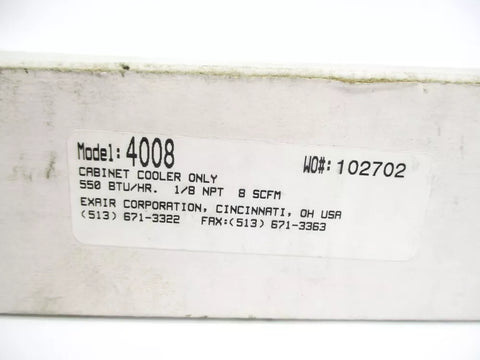 Model: 4008 WO#: 102702
CABINET COOLER ONLY
550 BTU/HR. 1/8 NPT 8 SCFM
EXAIR CORPORATION, CINCINNATI, OH USA
(513) 671-3322 FAX:(513) 671-3363